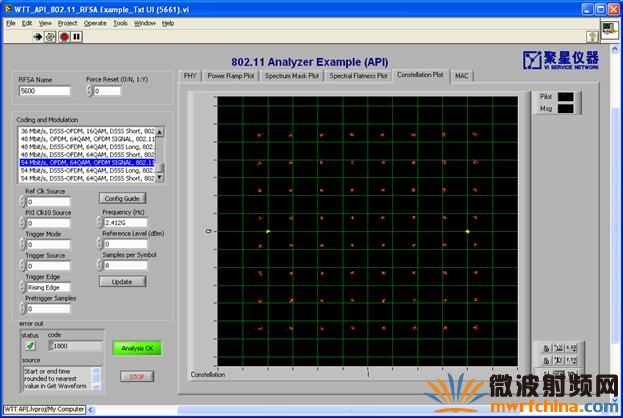 WTT_API_802.11_RFSA Example_Txt UI (5661).vi
File Edit View Project Operate Tools Window Help
802.11 Analyzer Example (API)
聚星仪器
VI SERVICE NETWORK
RFSA Name
5600
Force Reset (0:N, 1:Y)
0
PHY Power Ramp Plot Spectrum Mask Plot Spectral Flatness Plot Constellation Plot MAC
Pilot
Msg
Coding and Modulation
36 Mbit/s, DSSS-OFDM, 16QAM, DSSS Short, 802.
48 Mbit/s, OFDM, 64QAM, OFDM SIGNAL, 802.11
48 Mbit/s, DSSS-OFDM, 64QAM, DSSS Long, 802.
48 Mbit/s, DSSS-OFDM, 64QAM, DSSS Short, 802.
54 Mbit/s, OFDM, 64QAM, OFDM SIGNAL, 802.11
54 Mbit/s, DSSS-OFDM, 64QAM, DSSS Long, 802.
54 Mbit/s, DSSS-OFDM, 64QAM, DSSS Short, 802.
Ref Clk Source
0
Config Guide
PXI Clk10 Source
0
Frequency (Hz)
2.412G
Trigger Mode
0
Reference Level (dBm)
0
Trigger Source
0
Samples per Symbol
8
Trigger Edge
Rising Edge
Update
Pretrigger Samples
0
Q
I
Constellation
error out
status
code
1800
Analysis OK
source
Start or end time
rounded to nearest
value in Get Waveform
STOP
微波射频网
mwrfchina.com
WTT API.lvproj/My Computer